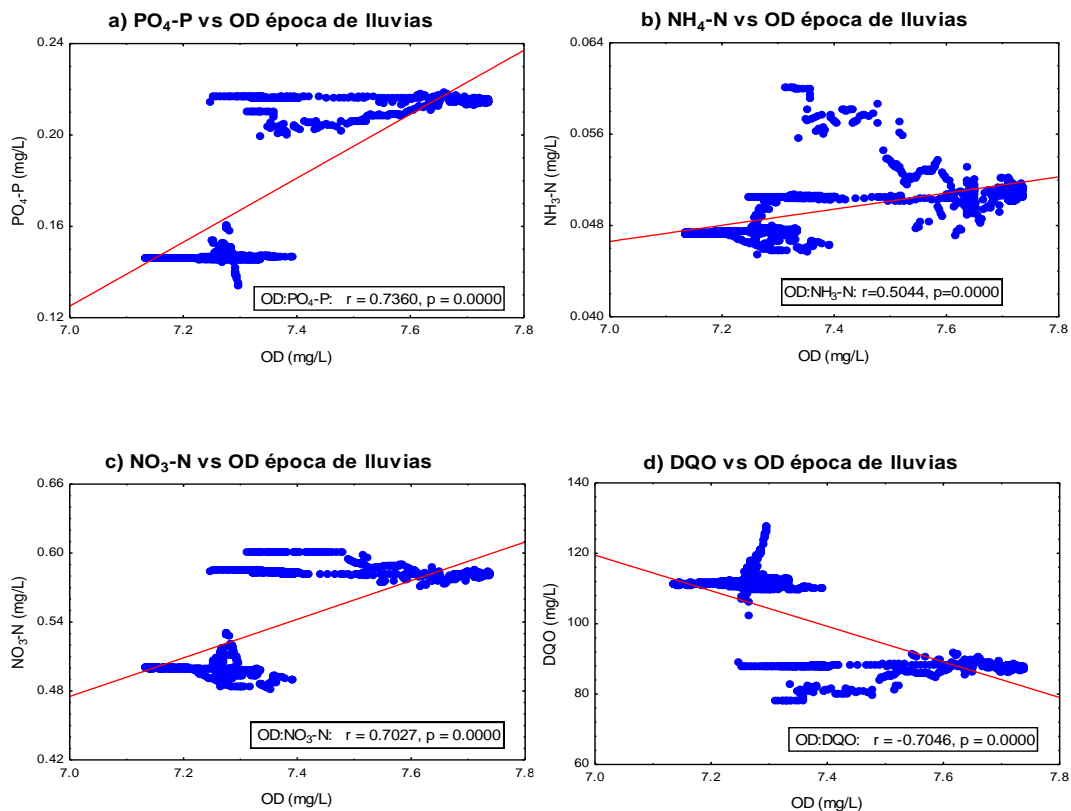 a) PO4-P vs OD época de lluvias
0.24
0.20
0.16
0.12
PO4-P (mg/L)
7.0 7.2 7.4 7.6 7.8
OD (mg/L)
OD:PO4-P: r = 0.7360, p = 0.0000
b) NH4-N vs OD época de lluvias
0.064
0.056
0.048
0.040
NH3-N (mg/L)
7.0 7.2 7.4 7.6 7.8
OD (mg/L)
OD:NH3-N: r=0.5044, p=0.0000
c) NO3-N vs OD época de lluvias
0.66
0.60
0.54
0.48
0.42
NO3-N (mg/L)
7.0 7.2 7.4 7.6 7.8
OD (mg/L)
OD:NO3-N: r = 0.7027, p = 0.0000
d) DQO vs OD época de lluvias
140
120
100
80
60
DQO (mg/L)
7.0 7.2 7.4 7.6 7.8
OD (mg/L)
OD:DQO: r = -0.7046, p = 0.0000